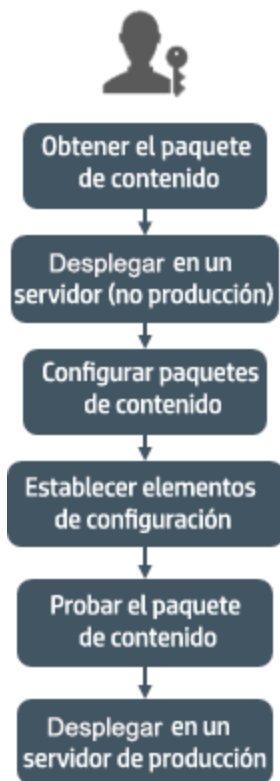 Obtener el paquete
de contenido
Desplegar en un
servidor (no producción)
Configurar paquetes
de contenido
Establecer elementos
de configuración
Probar el paquete
de contenido
Desplegar en un
servidor de producción